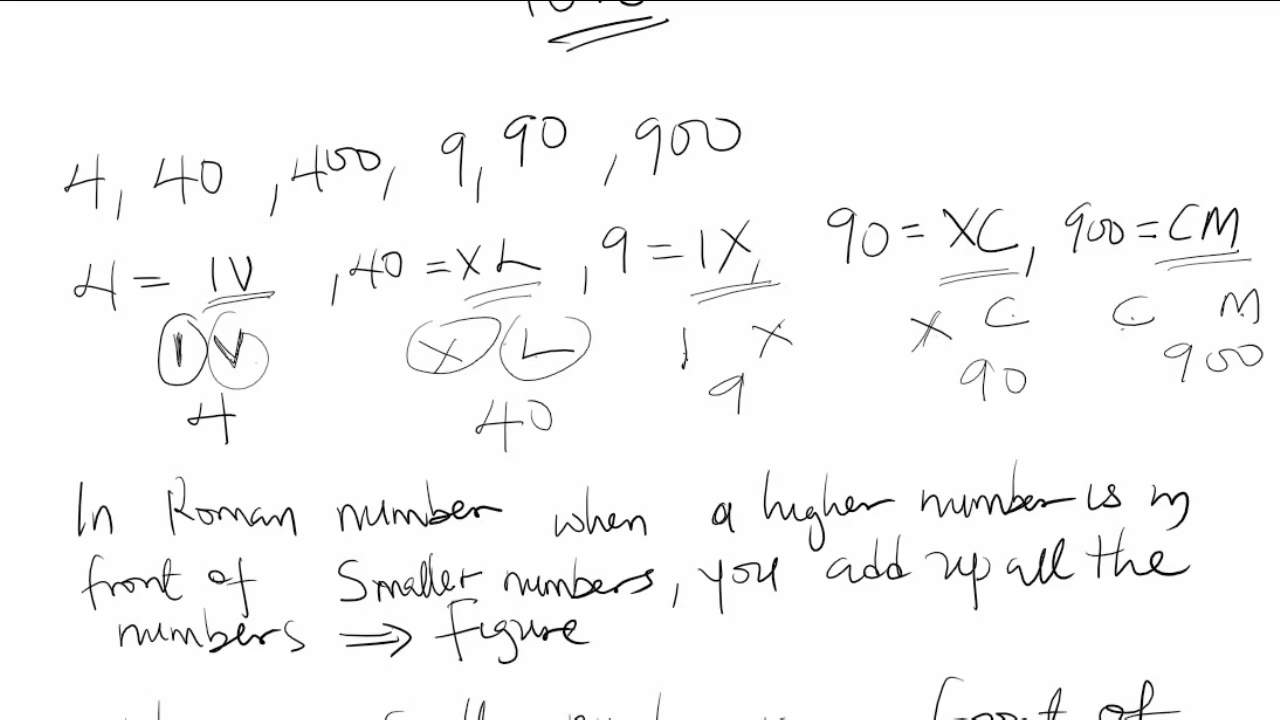 4, 40, 400, 9, 90, 900
4 = IV, 40 = XL, 9 = IX, 90 = XC, 900 = CM
I V X L I X X C C M
4 40 9 90 900
In Roman number when a higher number is in
front of Smaller numbers, you add up all the
numbers ⇒ Figure
front of